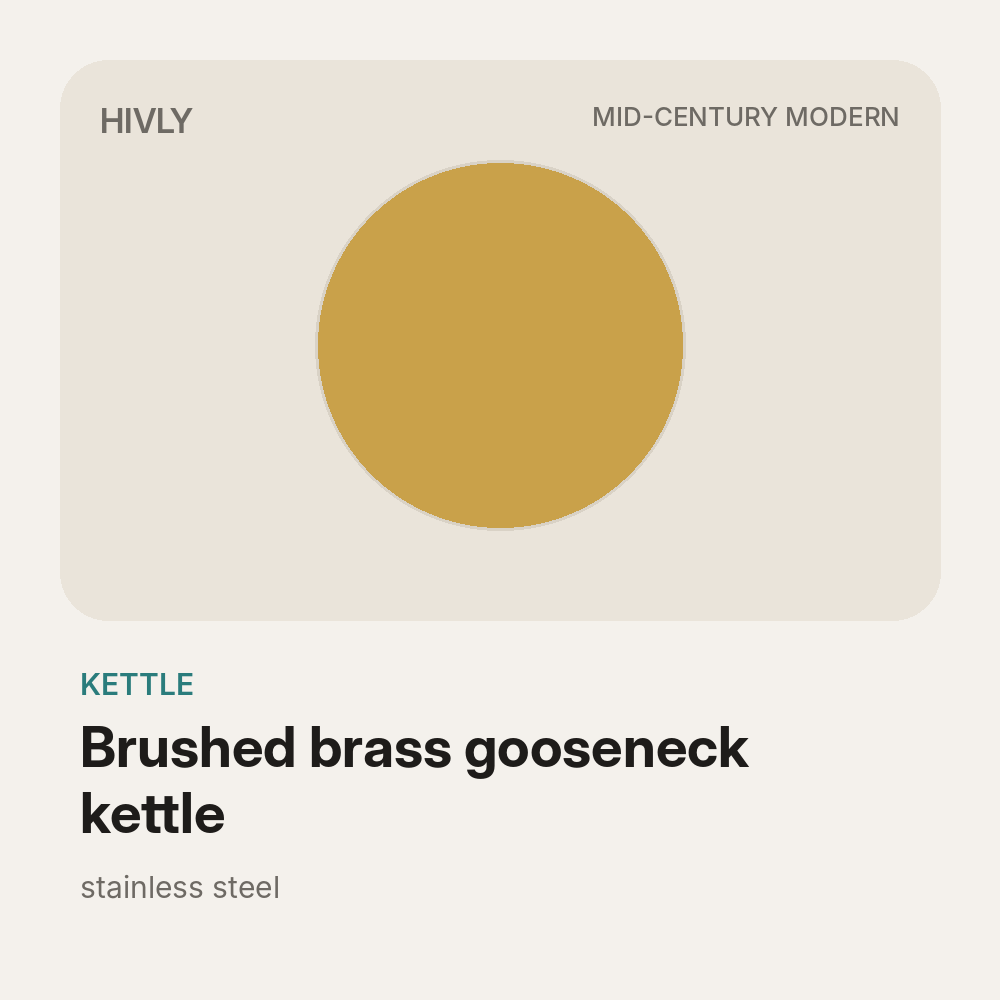 HIVLY
MID-CENTURY MODERN
KETTLE
Brushed brass gooseneck
kettle
stainless steel